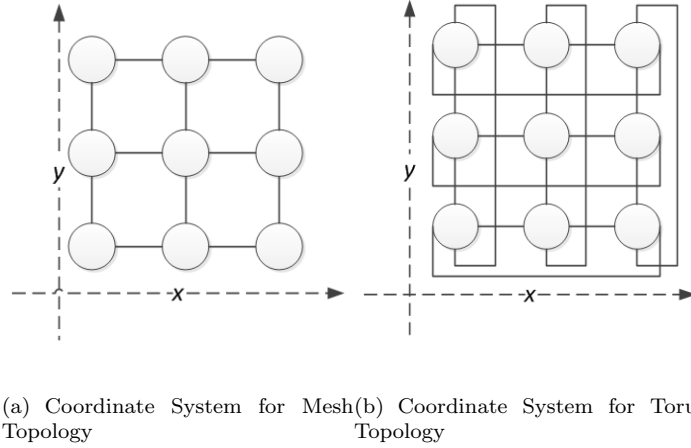 y
x
y
x
(a) Coordinate System for Mesh
Topology
(b) Coordinate System for Toru
Topology